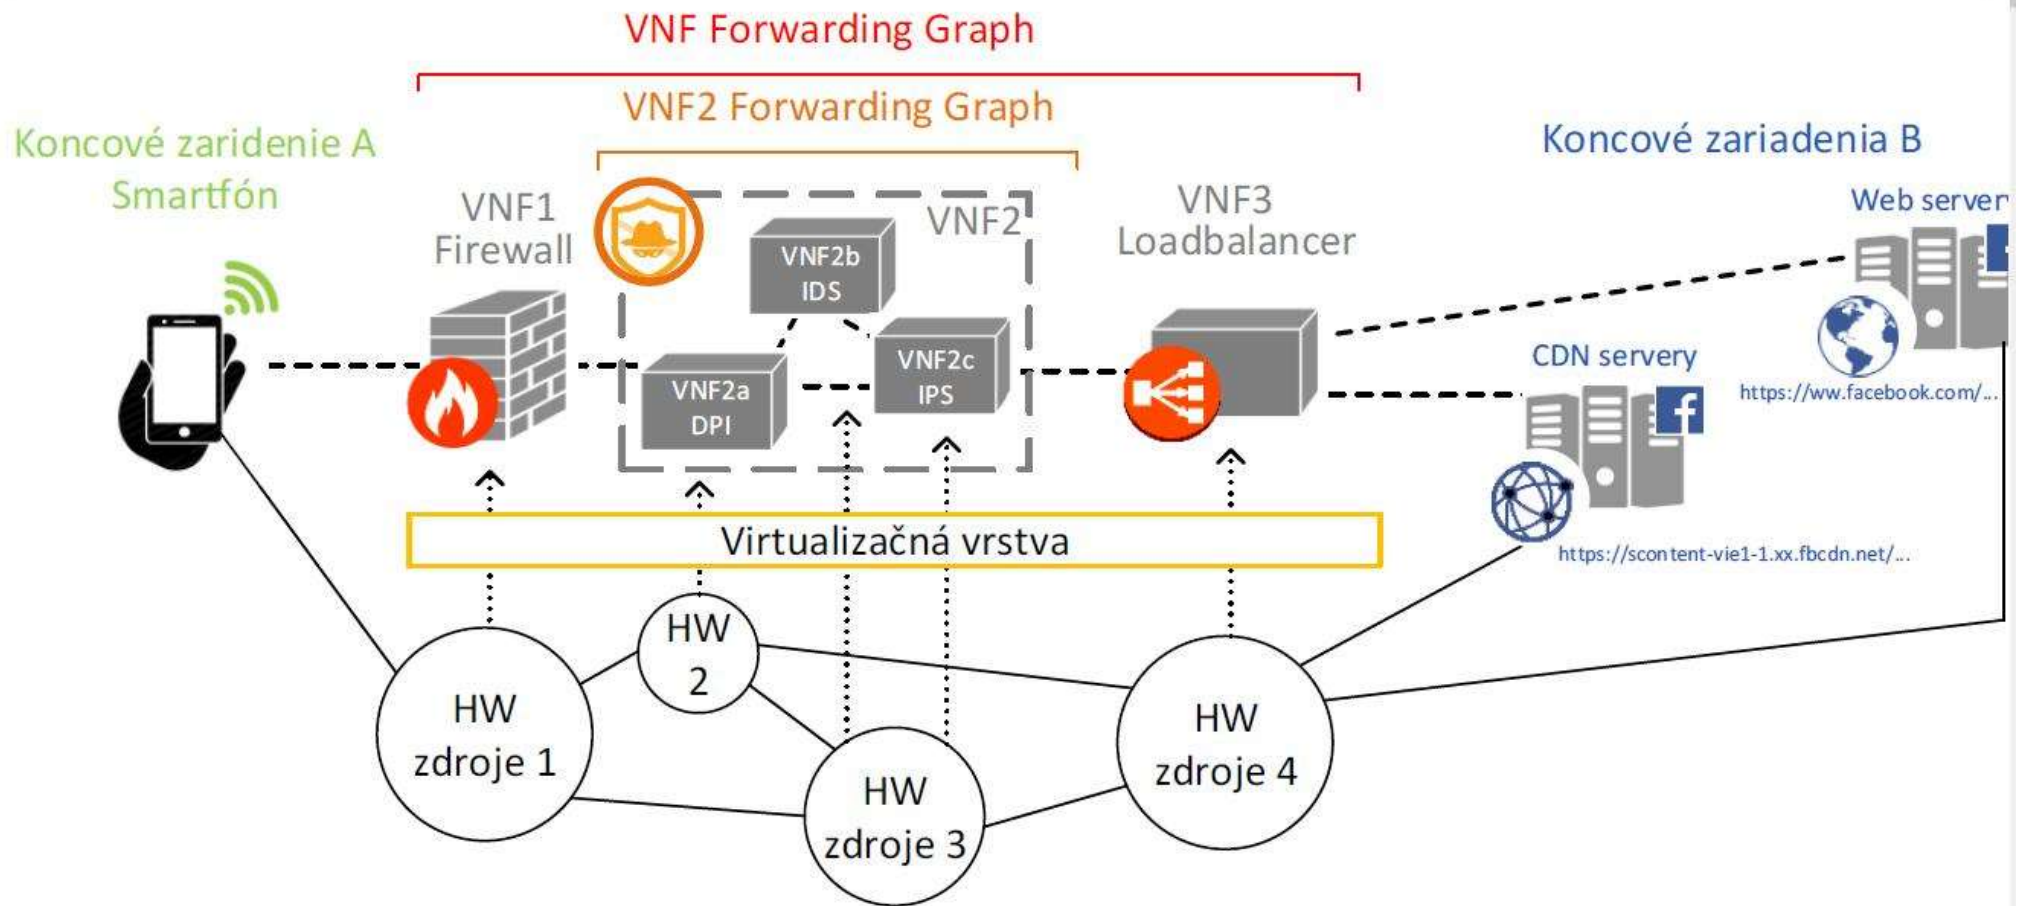 VNF Forwarding Graph
VNF2 Forwarding Graph
Koncové zaridenie A
Smartfón
Koncové zariadenia B
VNF1
Firewall
VNF2
VNF2b
IDS
VNF2a
DPI
VNF2c
IPS
VNF3
Loadbalancer
Web server
https://ww.facebook.com/...
CDN servery
https://scontent-vie1-1.xx.fbcdn.net/...
Virtualizačná vrstva
HW
zdroje 1
HW
2
HW
zdroje 3
HW
zdroje 4